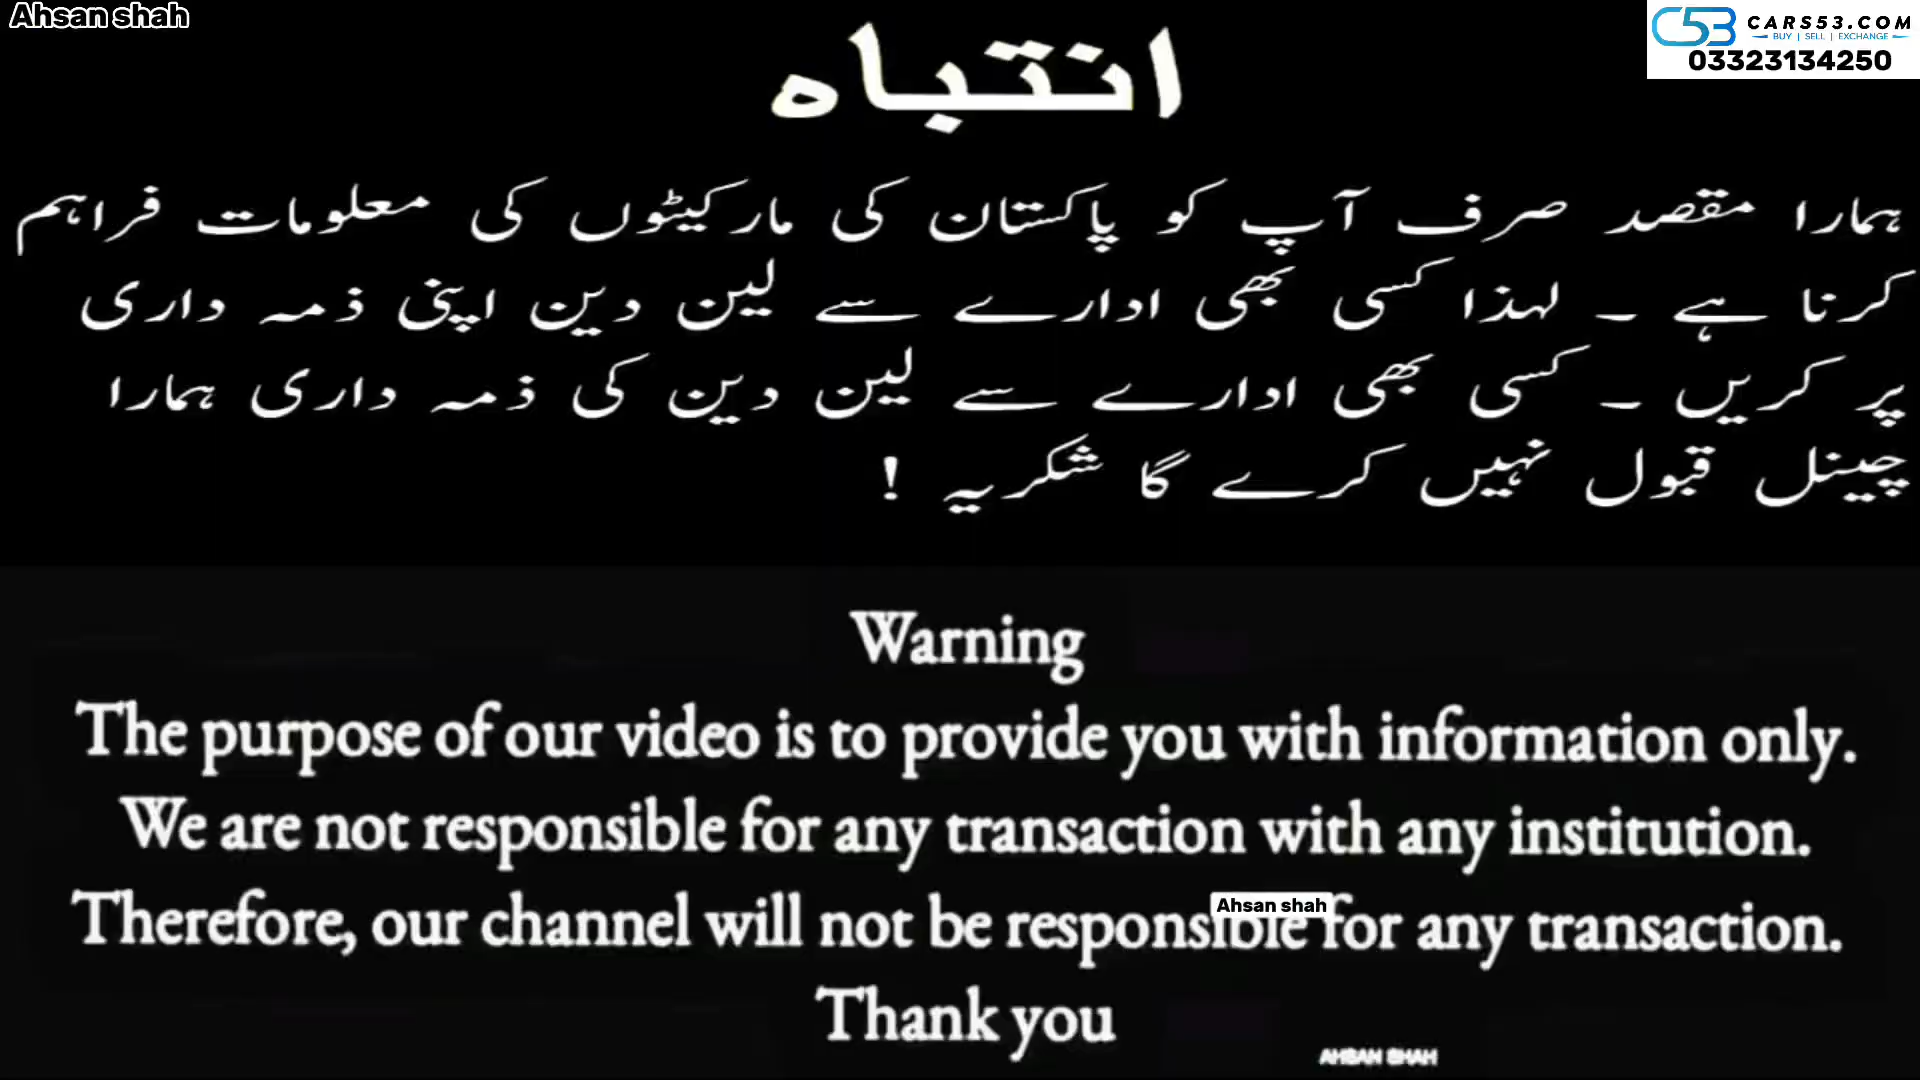 Ahsan shah
CARS53.COM
BUY | SELL | EXCHANGE
03323134250
انتباہ
ہمارا مقصد صرف آپ کو پاکستان کی مارکیٹوں کی معلومات فراہم
کرنا ہے ۔ لہذا کسی بھی ادارے سے لین دین اپنی ذمہ داری
پر کریں ۔ کسی بھی ادارے سے لین دین کی ذمہ داری ہمارا
چینل قبول نہیں کرے گا شکریہ !
Warning
The purpose of our video is to provide you with information only.
We are not responsible for any transaction with any institution.
Therefore, our channel will not be responsible for any transaction.
Ahsan shah
Thank you
AHSAN SHAH